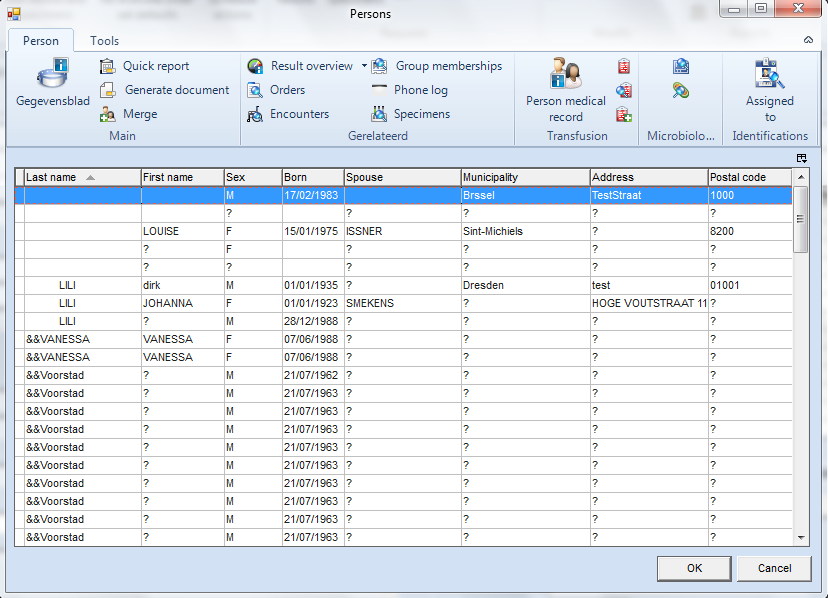 Persons
Person Tools
Gegevensblad
Quick report
Generate document
Merge
Main
Result overview
Orders
Encounters
Group memberships
Phone log
Specimens
Gerelateerd
Person medical
record
Transfusion
Microbiolo...
Assigned
to
Identifications
Last name First name Sex Born Spouse Municipality Address Postal code
M 17/02/1983 Brssel TestStraat 1000
? ? ? ? ?
LOUISE F 15/01/1975 ISSNER Sint-Michiels ? 8200
? F ? ? ? ?
? ? ? ? ? ?
LILI dirk M 01/01/1935 ? Dresden test 01001
LILI JOHANNA F 01/01/1923 SMEKENS ? HOGE VOUTSTRAAT 11 ?
LILI ? M 28/12/1988 ? ? ? ?
&&VANESSA VANESSA F 07/06/1988 ? ? ? ?
&&VANESSA VANESSA F 07/06/1988 ? ? ? ?
&&Voorstad ? M 21/07/1962 ? ? ? ?
&&Voorstad ? M 21/07/1963 ? ? ? ?
&&Voorstad ? M 21/07/1963 ? ? ? ?
&&Voorstad ? M 21/07/1963 ? ? ? ?
&&Voorstad ? M 21/07/1963 ? ? ? ?
&&Voorstad ? M 21/07/1963 ? ? ? ?
&&Voorstad ? M 21/07/1963 ? ? ? ?
&&Voorstad ? M 21/07/1963 ? ? ? ?
&&Voorstad ? M 21/07/1963 ? ? ? ?
&&Voorstad ? M 21/07/1963 ? ? ? ?
OK Cancel